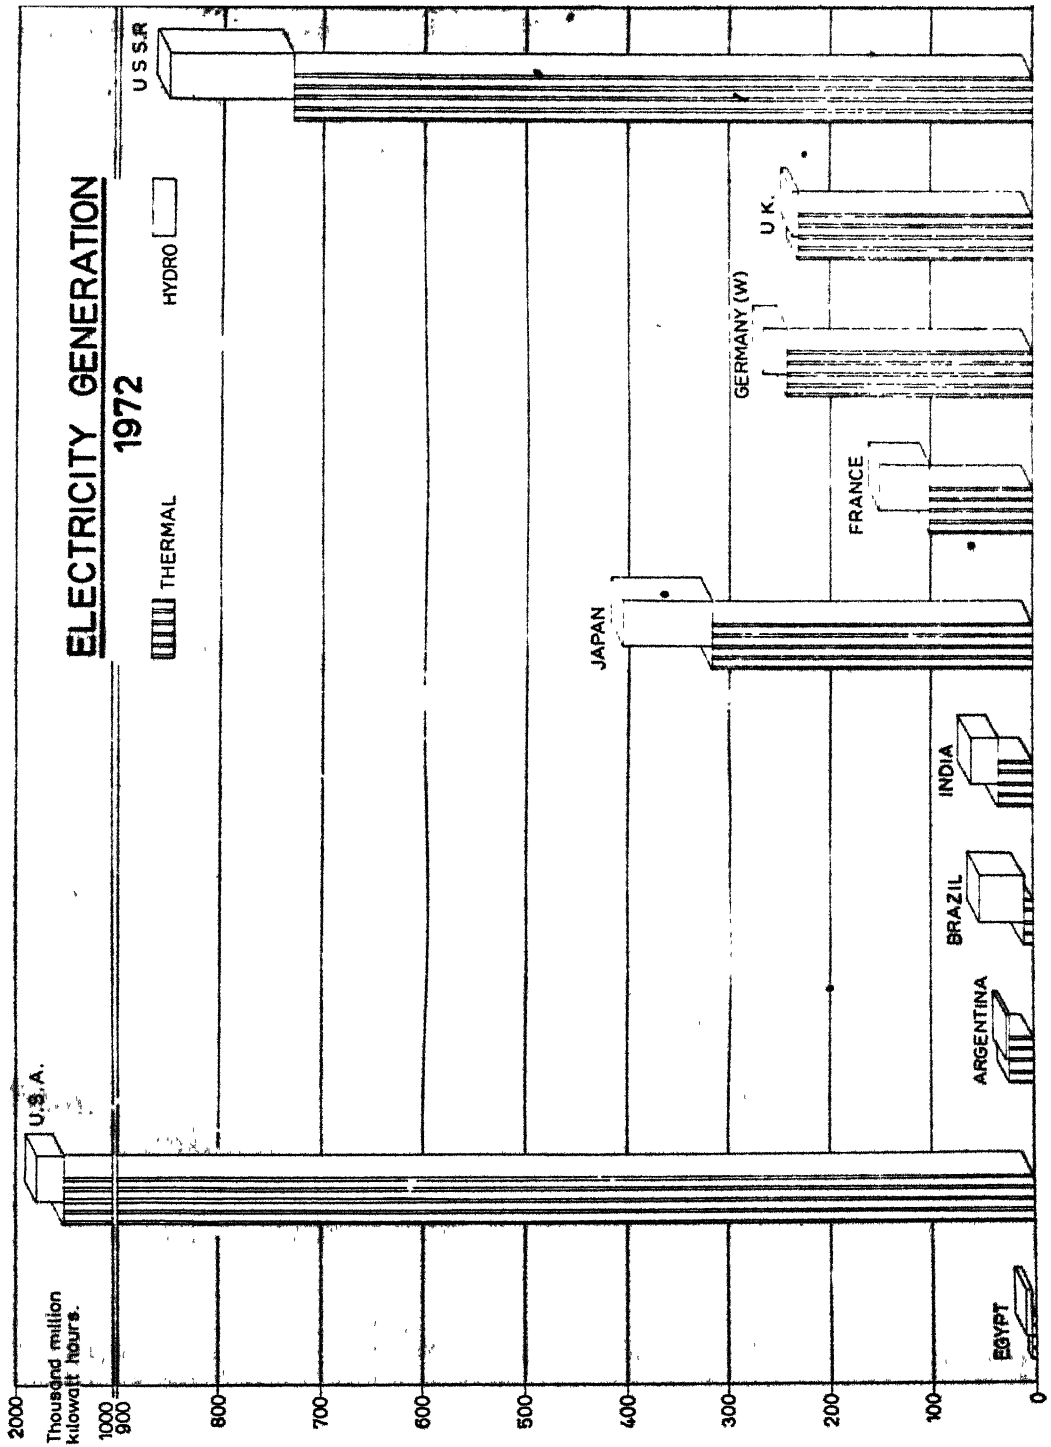 ELECTRICITY GENERATION
1972
THERMAL
HYDRO
Thousand million
kilowatt hours.
2000
1000
900
800
700
600
500
400
300
200
100
0
EGYPT
U.S.A.
ARGENTINA
BRAZIL
INDIA
JAPAN
FRANCE
GERMANY (W)
U K.
U S S.R